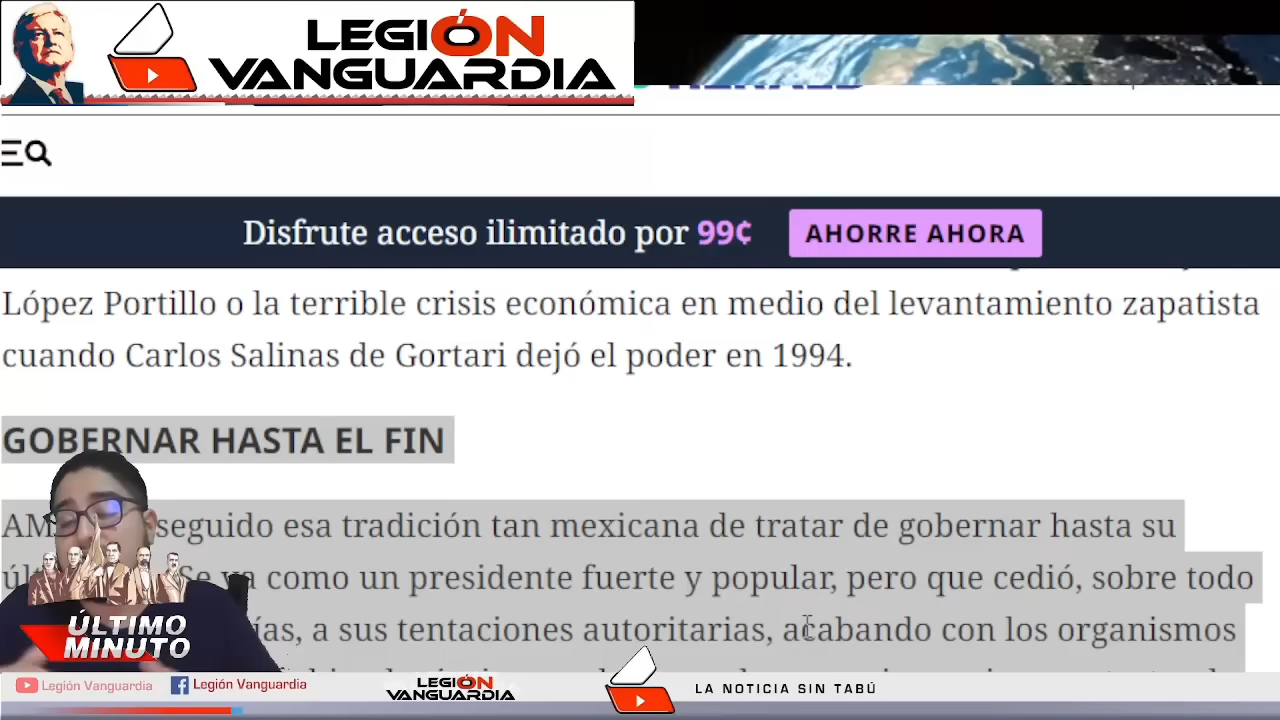 LEGIÓN
VANGUARDIA
Disfrute acceso ilimitado por 99¢
AHORRE AHORA
López Portillo o la terrible crisis económica en medio del levantamiento zapatista
cuando Carlos Salinas de Gortari dejó el poder en 1994.
GOBERNAR HASTA EL FIN
seguido esa tradición tan mexicana de tratar de gobernar hasta su
Se va como un presidente fuerte y popular, pero que cedió, sobre todo
a sus tentaciones autoritarias, acabando con los organismos
ÚLTIMO
MINUTO
Legión Vanguardia
Legión Vanguardia
LEGIÓN
VANGUARDIA
LA NOTICIA SIN TABÚ